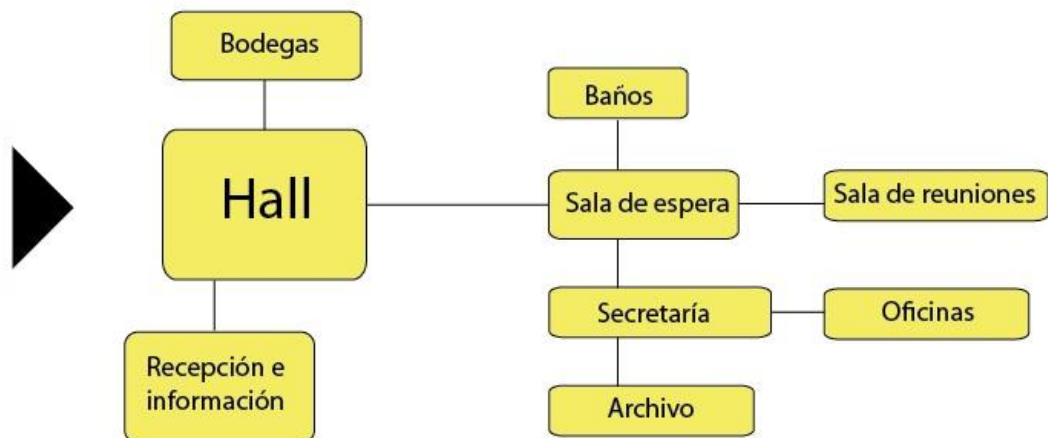 Bodegas
Hall
Recepción e
información
Baños
Sala de espera
Sala de reuniones
Secretaría
Oficinas
Archivo